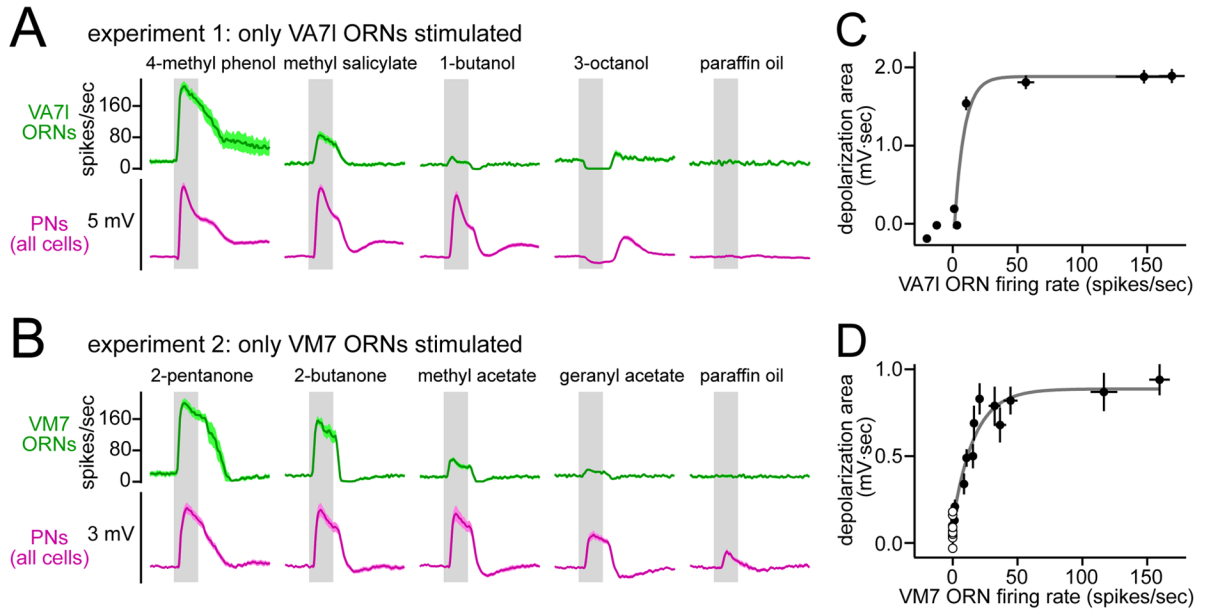 A
experiment 1: only VA7l ORNs stimulated
4-methyl phenol methyl salicylate 1-butanol 3-octanol paraffin oil
VA7l
ORNs
spikes/sec
160
80
0
PNs
(all cells)
5 mV
B
experiment 2: only VM7 ORNs stimulated
2-pentanone 2-butanone methyl acetate geranyl acetate paraffin oil
VM7
ORNs
spikes/sec
160
80
0
PNs
(all cells)
3 mV
C
depolarization area
(mV·sec)
2.0
1.0
0.0
0 50 100 150
VA7l ORN firing rate (spikes/sec)
D
depolarization area
(mV·sec)
1.0
0.5
0.0
0 50 100 150
VM7 ORN firing rate (spikes/sec)